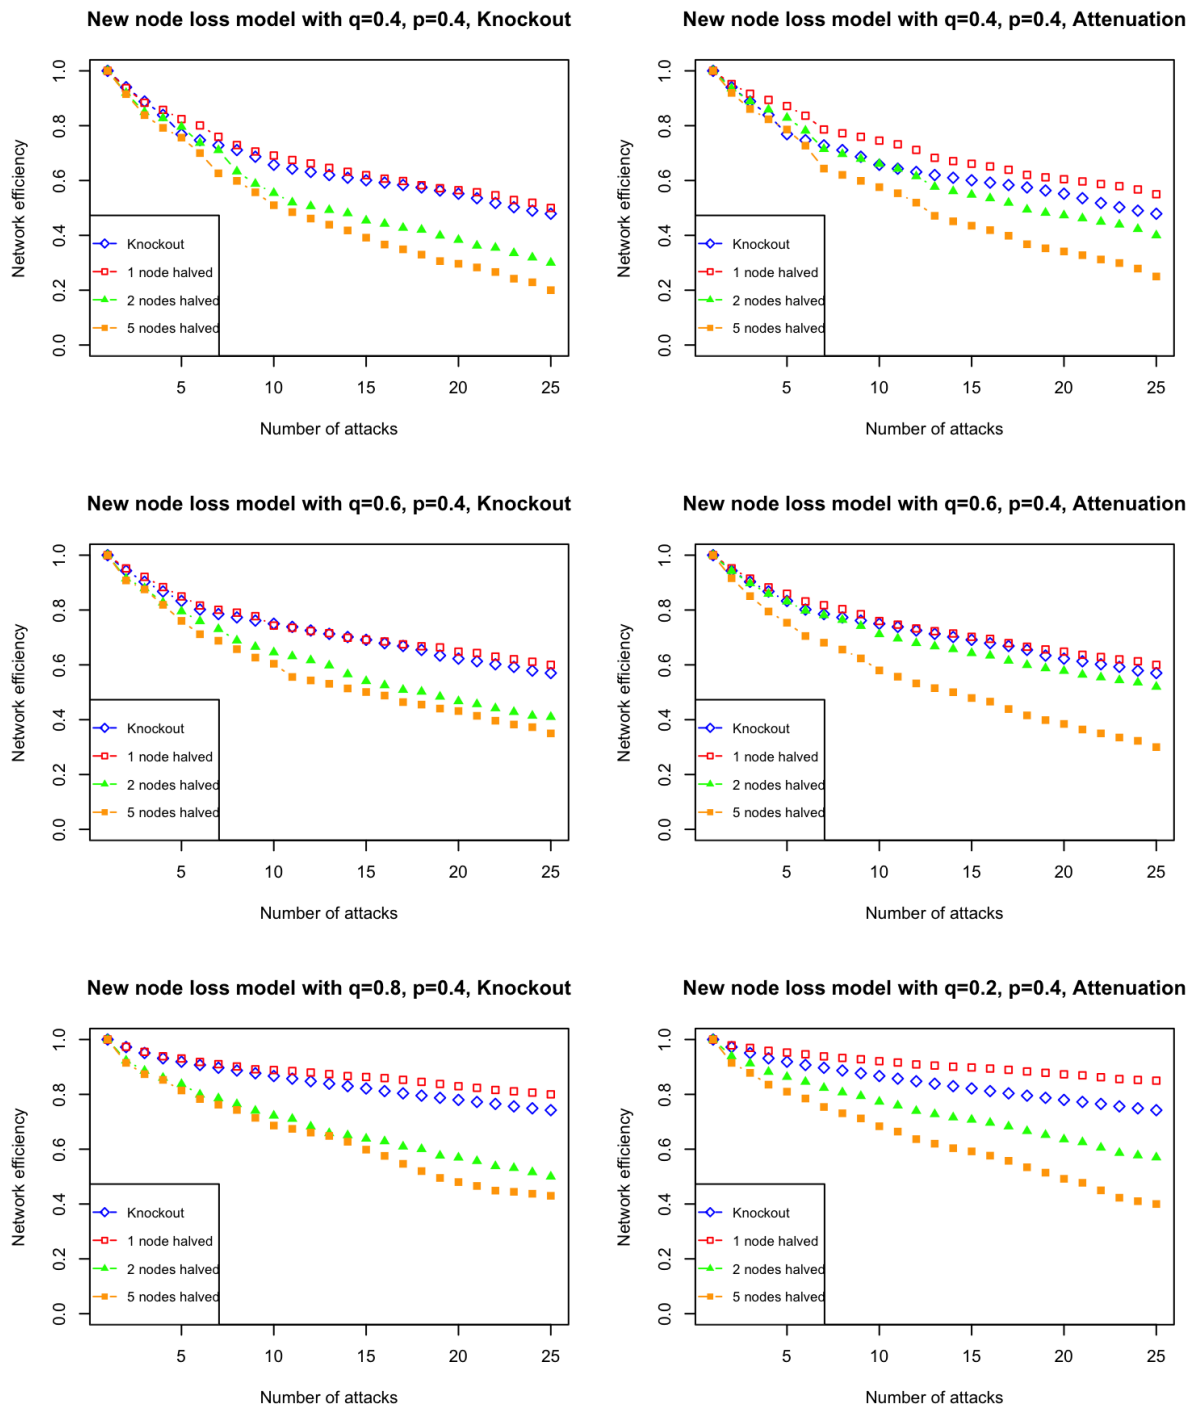 New node loss model with q=0.4, p=0.4, Knockout
Network efficiency
1.0
0.8
0.6
0.4
0.2
0.0
Knockout
1 node halved
2 nodes halved
5 nodes halved
5 10 15 20 25
Number of attacks
New node loss model with q=0.4, p=0.4, Attenuation
Network efficiency
1.0
0.8
0.6
0.4
0.2
0.0
Knockout
1 node halved
2 nodes halved
5 nodes halved
5 10 15 20 25
Number of attacks
New node loss model with q=0.6, p=0.4, Knockout
Network efficiency
1.0
0.8
0.6
0.4
0.2
0.0
Knockout
1 node halved
2 nodes halved
5 nodes halved
5 10 15 20 25
Number of attacks
New node loss model with q=0.6, p=0.4, Attenuation
Network efficiency
1.0
0.8
0.6
0.4
0.2
0.0
Knockout
1 node halved
2 nodes halved
5 nodes halved
5 10 15 20 25
Number of attacks
New node loss model with q=0.8, p=0.4, Knockout
Network efficiency
1.0
0.8
0.6
0.4
0.2
0.0
Knockout
1 node halved
2 nodes halved
5 nodes halved
5 10 15 20 25
Number of attacks
New node loss model with q=0.2, p=0.4, Attenuation
Network efficiency
1.0
0.8
0.6
0.4
0.2
0.0
Knockout
1 node halved
2 nodes halved
5 nodes halved
5 10 15 20 25
Number of attacks